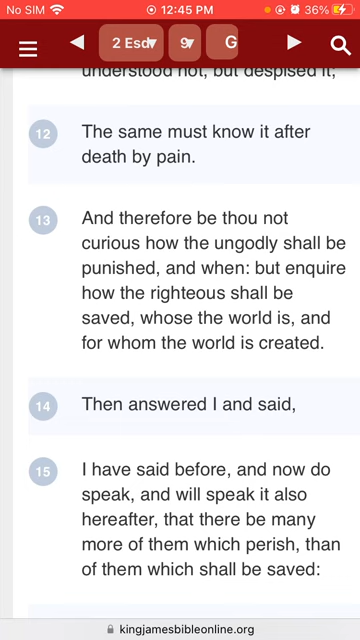 No SIM 12:45 PM 36%
2 Esd 9 G
understood not, but despised it;
12 The same must know it after
death by pain.
13 And therefore be thou not
curious how the ungodly shall be
punished, and when: but enquire
how the righteous shall be
saved, whose the world is, and
for whom the world is created.
14 Then answered I and said,
15 I have said before, and now do
speak, and will speak it also
hereafter, that there be many
more of them which perish, than
of them which shall be saved:
kingjamesbibleonline.org